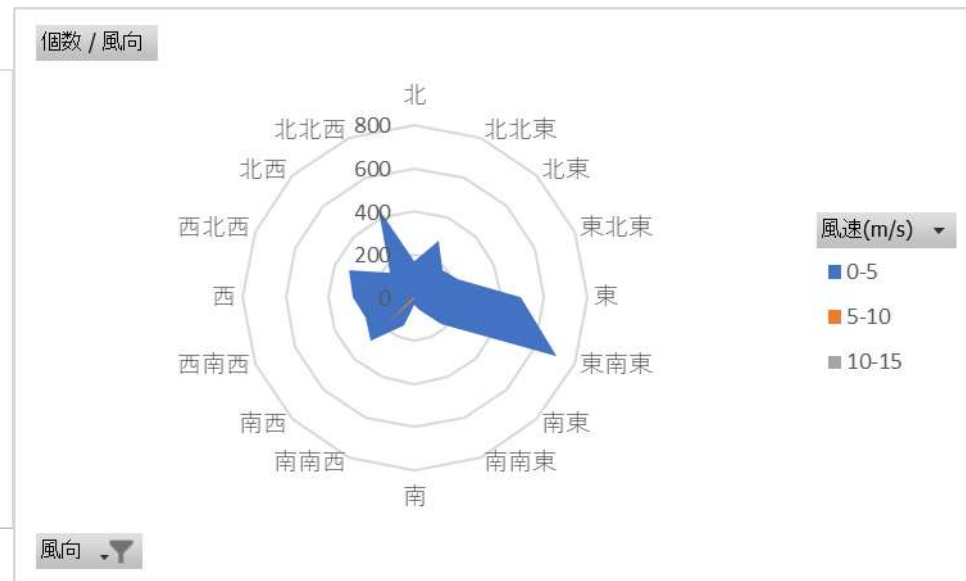 個数 / 風向
北
北北西 800 北北東
北西 600 北東
400
西北西 東北東
風速(m/s)
200
0-5
西 0 東
5-10
西南西 東南東
10-15
南西 南東
南南西 南南東
南
風向